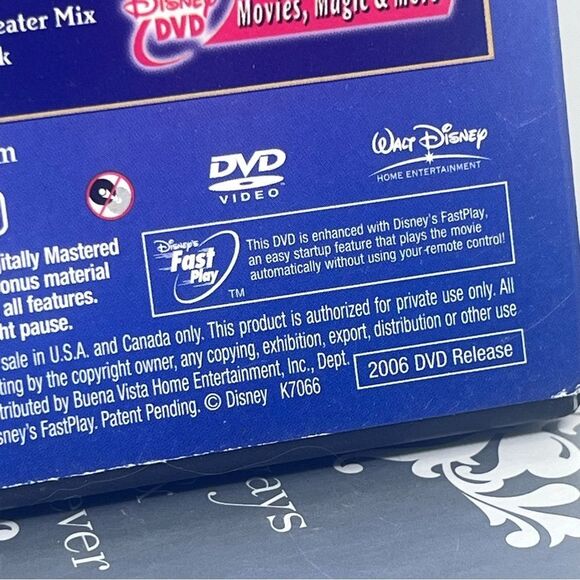 eater Mix
k
Disney
DVD
Movies, Magic & More
m
DVD
VIDEO
WALT DISNEY
HOME ENTERTAINMENT
gitally Mastered
onus material
all features.
ht pause.
Disney's
Fast
Play
TM
This DVD is enhanced with Disney's FastPlay,
an easy startup feature that plays the movie
automatically without using your remote control!
sale in U.S.A. and Canada only. This product is authorized for private use only. All
ting by the copyright owner, any copying, exhibition, export, distribution or other use
tributed by Buena Vista Home Entertainment, Inc., Dept.
sney's FastPlay. Patent Pending. © Disney K7066
2006 DVD Release
ays
ever